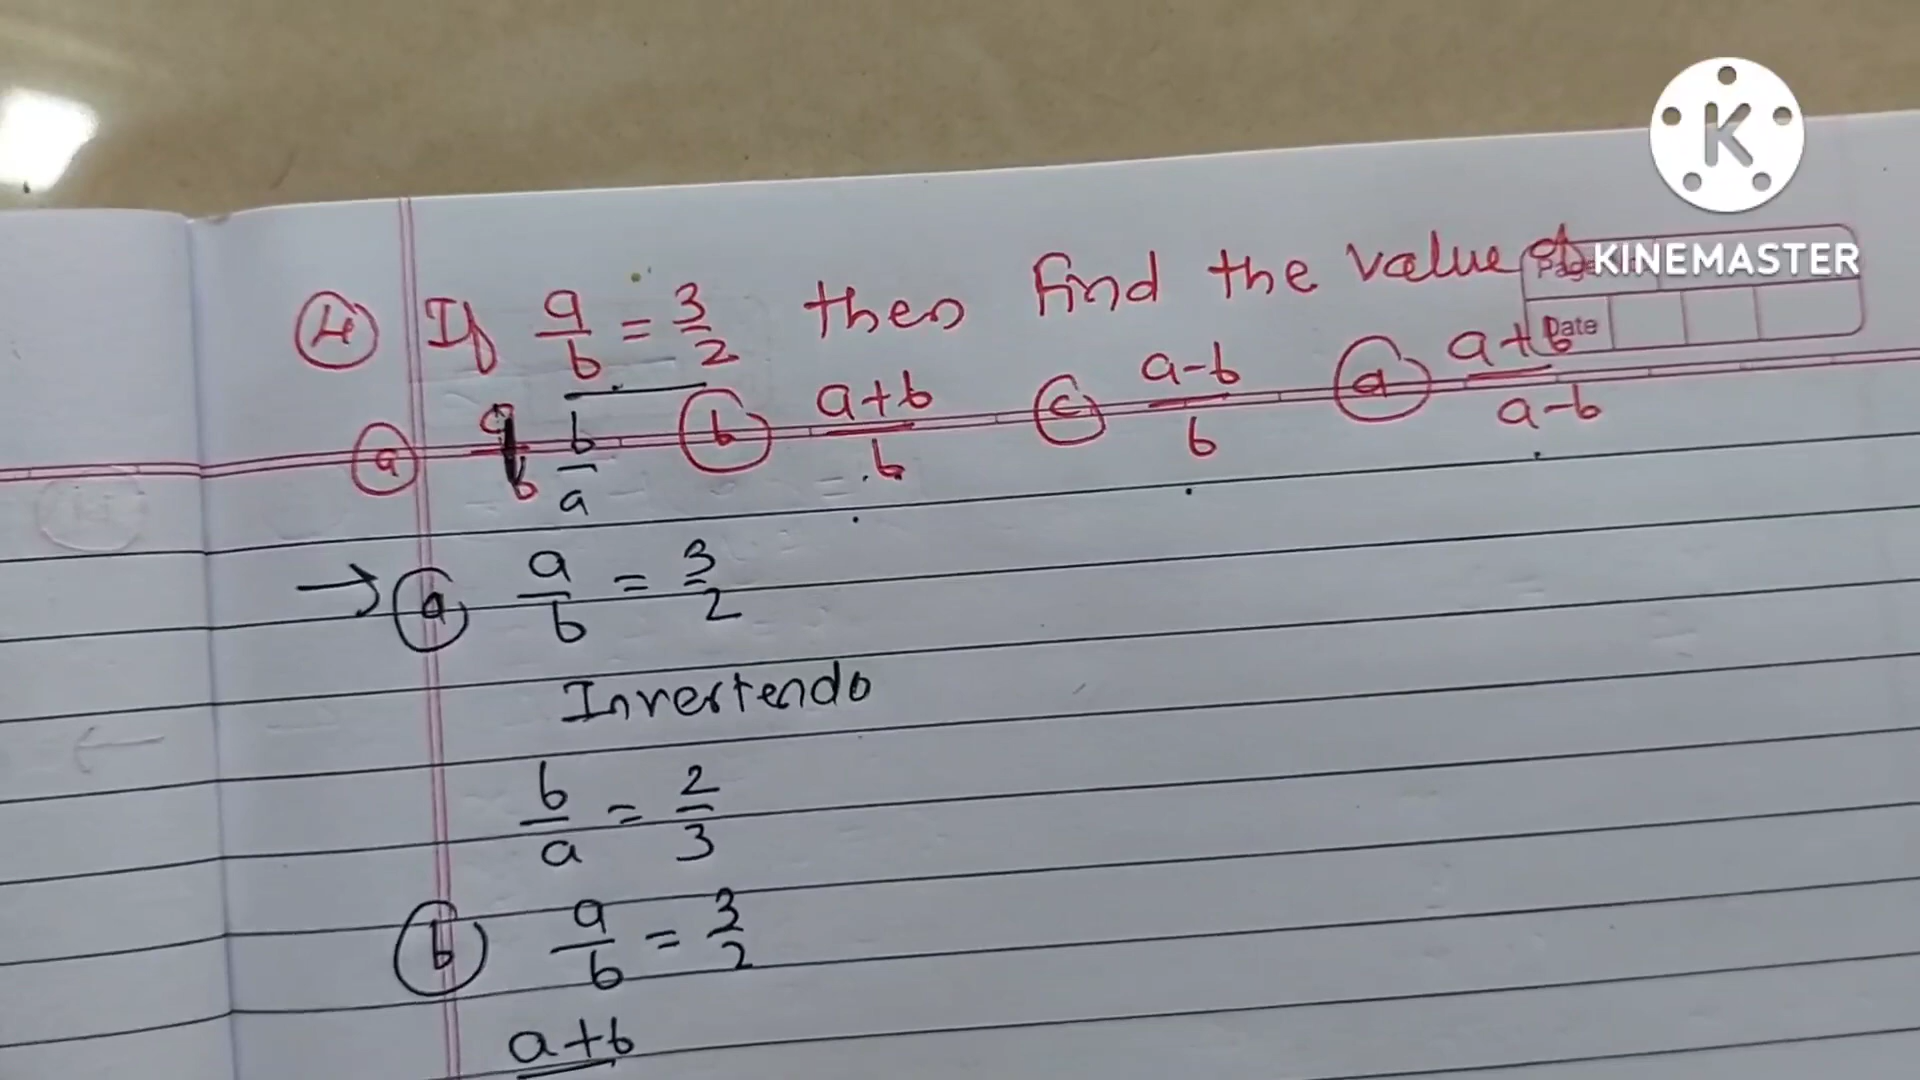 K
KINEMASTER
Page
Date
④ If a/b = 3/2 then find the value of
ⓐ b/a ⓑ a+b/b ⓒ a-b/b ⓓ a+b/a-b
→ ⓐ a/b = 3/2
Invertendo
b/a = 2/3
ⓑ a/b = 3/2
a+b